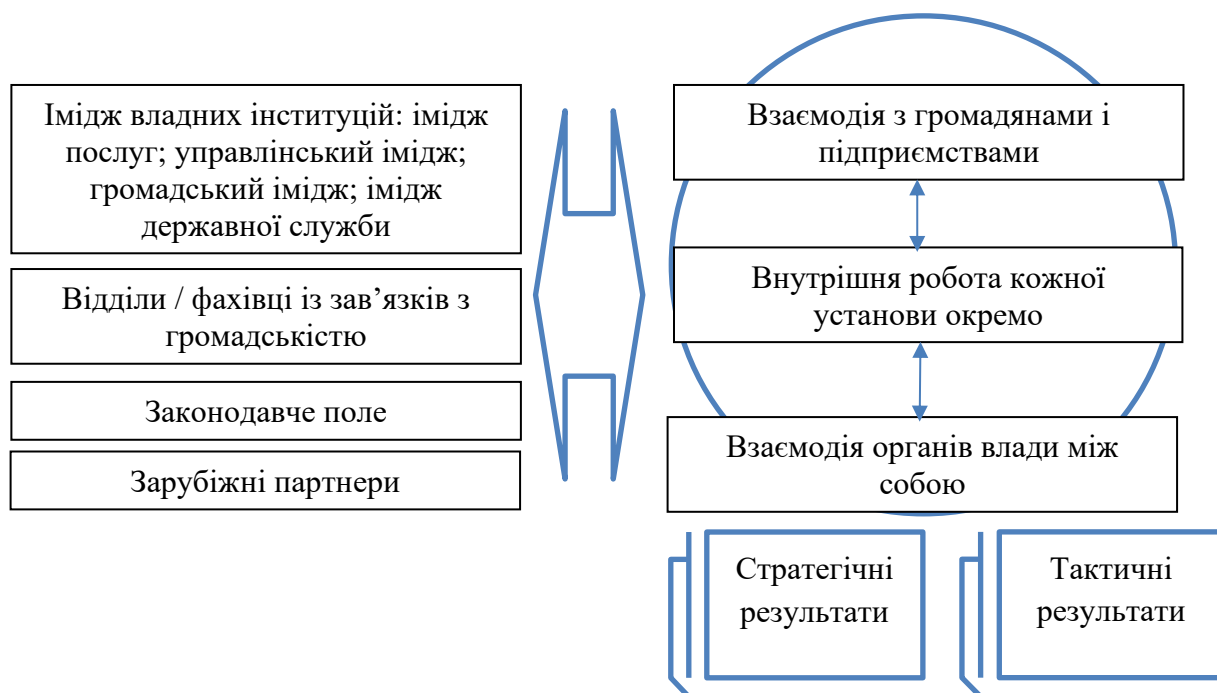 Імідж владних інституцій: імідж
послуг; управлінський імідж;
громадський імідж; імідж
державної служби
Відділи / фахівці із зав’язків з
громадськістю
Законодавче поле
Зарубіжні партнери
Взаємодія з громадянами і
підприємствами
Внутрішня робота кожної
установи окремо
Взаємодія органів влади між
собою
Стратегічні
результати
Тактичні
результати